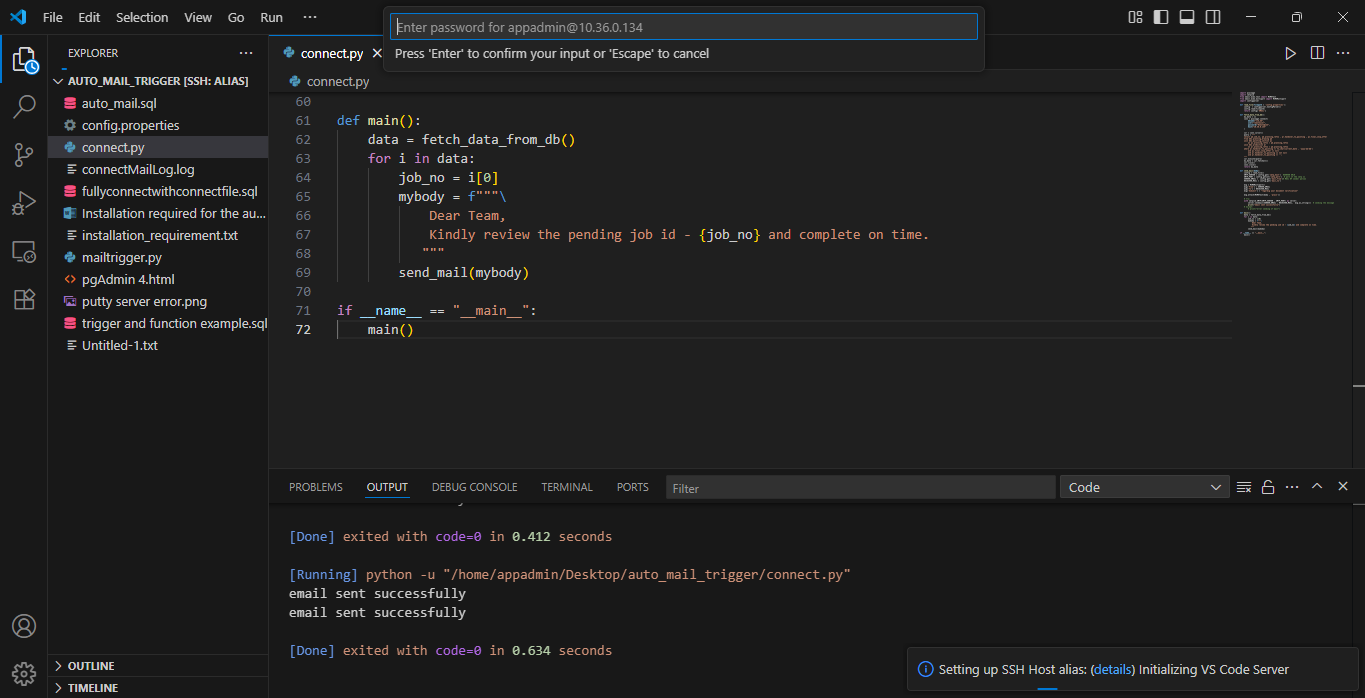 File Edit Selection View Go Run ···
Enter password for appadmin@10.36.0.134
Press 'Enter' to confirm your input or 'Escape' to cancel
EXPLORER
AUTO_MAIL_TRIGGER [SSH: ALIAS]
auto_mail.sql
config.properties
connect.py
connectMailLog.log
fullyconnectwithconnectfile.sql
Installation required for the au...
installation_requirement.txt
mailtrigger.py
pgAdmin 4.html
putty server error.png
trigger and function example.sql
Untitled-1.txt
OUTLINE
TIMELINE
connect.py
connect.py
60
61 def main():
62 data = fetch_data_from_db()
63 for i in data:
64 job_no = i[0]
65 mybody = f"""\
66 Dear Team,
67 Kindly review the pending job id - {job_no} and complete on time.
68 """
69 send_mail(mybody)
70
71 if __name__ == "__main__":
72 main()
PROBLEMS OUTPUT DEBUG CONSOLE TERMINAL PORTS Filter Code
[Done] exited with code=0 in 0.412 seconds
[Running] python -u "/home/appadmin/Desktop/auto_mail_trigger/connect.py"
email sent successfully
email sent successfully
[Done] exited with code=0 in 0.634 seconds
Setting up SSH Host alias: (details) Initializing VS Code Server